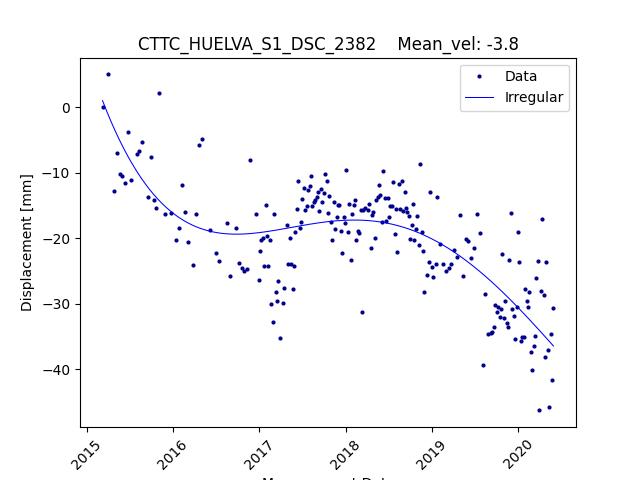 CTTC_HUELVA_S1_DSC_2382    Mean_vel: -3.8
Data
Irregular
Displacement [mm]
0
−10
−20
−30
−40
2015
2016
2017
2018
2019
2020